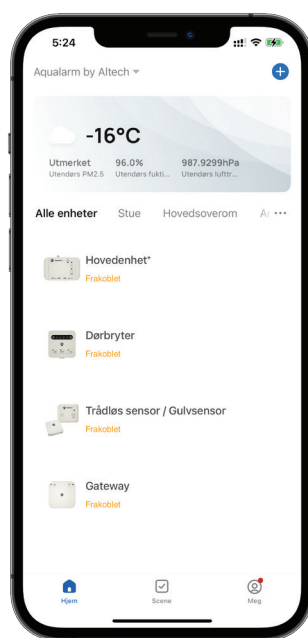 5:24
Aqualarm by Altech
-16°C
Utmerket 96.0% 987.9299hPa
Utendørs PM2.5 Utendørs fukti... Utendørs lufttr...
Alle enheter Stue Hovedsoverom
Hovedenhet*
Frakoblet
Dørbryter
Frakoblet
Trådløs sensor / Gulvsensor
Frakoblet
Gateway
Frakoblet
Hjem Scene Meg